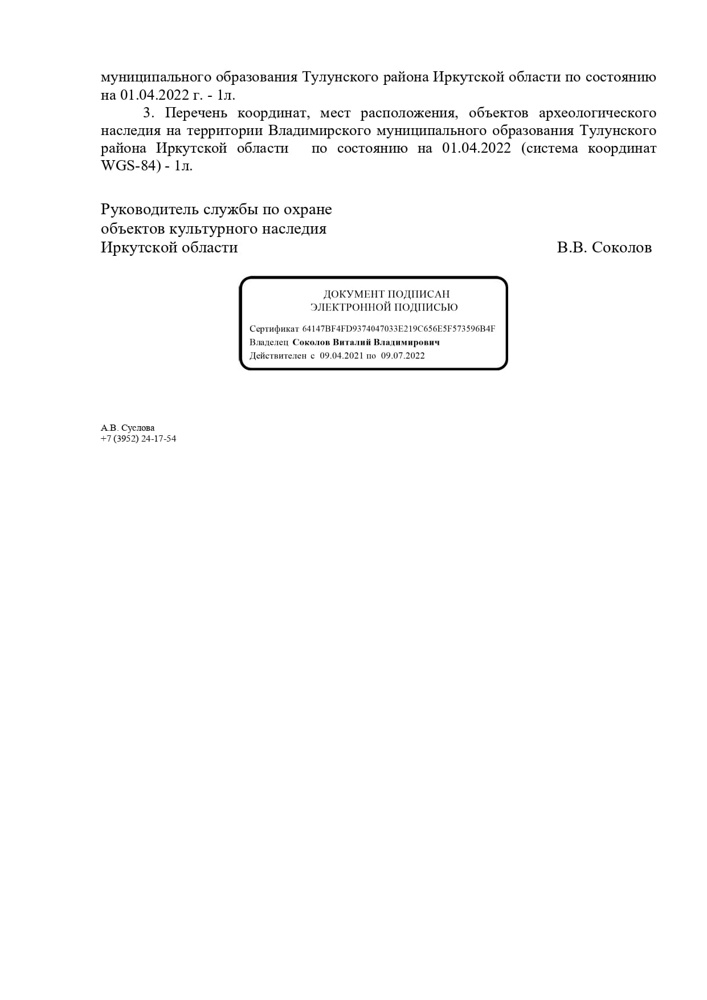 муниципального образования Тулунского района Иркутской области по состоянию
на 01.04.2022 г. - 1л.
3. Перечень координат, мест расположения, объектов археологического
наследия на территории Владимирского муниципального образования Тулунского
района Иркутской области по состоянию на 01.04.2022 (система координат
WGS-84) - 1л.
Руководитель службы по охране
объектов культурного наследия
Иркутской области В.В. Соколов
ДОКУМЕНТ ПОДПИСАН
ЭЛЕКТРОННОЙ ПОДПИСЬЮ
Сертификат 64147BF4FD9374047033E219C656E5F573596B4F
Владелец Соколов Виталий Владимирович
Действителен с 09.04.2021 по 09.07.2022
А.В. Суслова
+7 (3952) 24-17-54